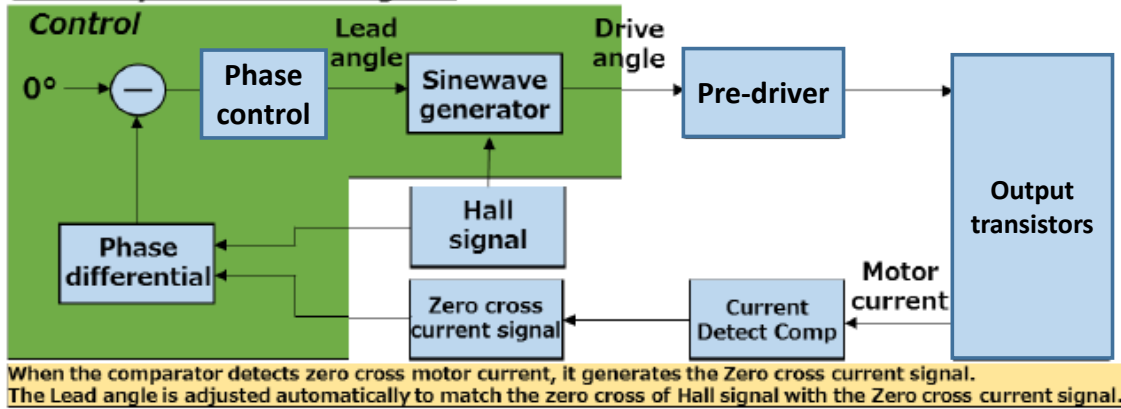 Control
0°
—
Phase
control
Lead
angle
Sinewave
generator
Drive
angle
Pre-driver
Output
transistors
Hall
signal
Phase
differential
Zero cross
current signal
Current
Detect Comp
Motor
current
When the comparator detects zero cross motor current, it generates the Zero cross current signal.
The Lead angle is adjusted automatically to match the zero cross of Hall signal with the Zero cross current signal.